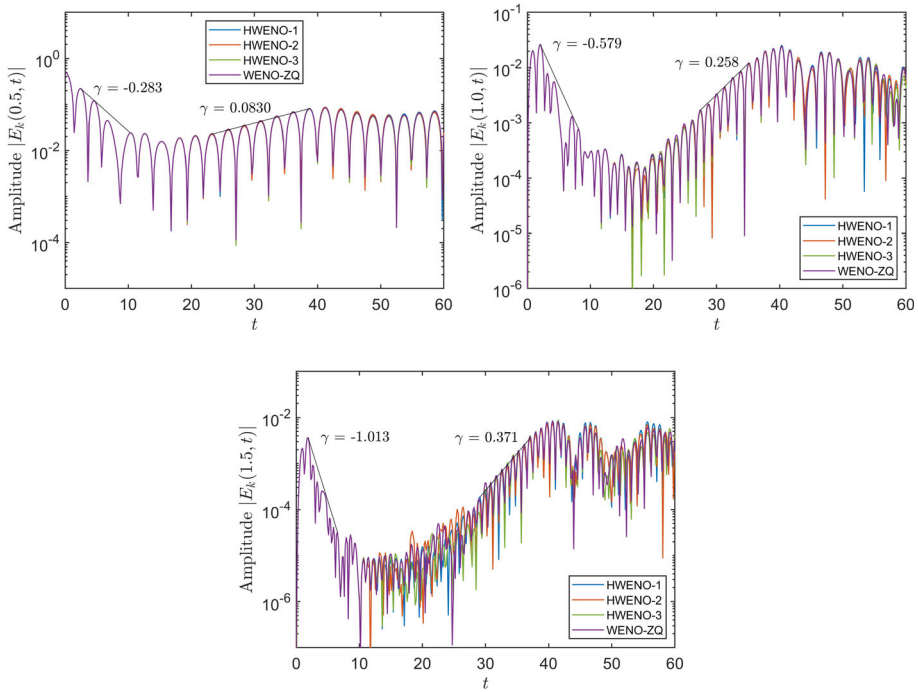 HWENO-1
HWENO-2
HWENO-3
WENO-ZQ
γ = -0.283
γ = 0.0830
Amplitude |E_k(0.5, t)|
10^0
10^-2
10^-4
0 10 20 30 40 50 60
t
γ = -0.579
γ = 0.258
Amplitude |E_k(1.0, t)|
10^-1
10^-2
10^-3
10^-4
10^-5
10^-6
HWENO-1
HWENO-2
HWENO-3
WENO-ZQ
0 10 20 30 40 50 60
t
γ = -1.013
γ = 0.371
Amplitude |E_k(1.5, t)|
10^-2
10^-4
10^-6
HWENO-1
HWENO-2
HWENO-3
WENO-ZQ
0 10 20 30 40 50 60
t